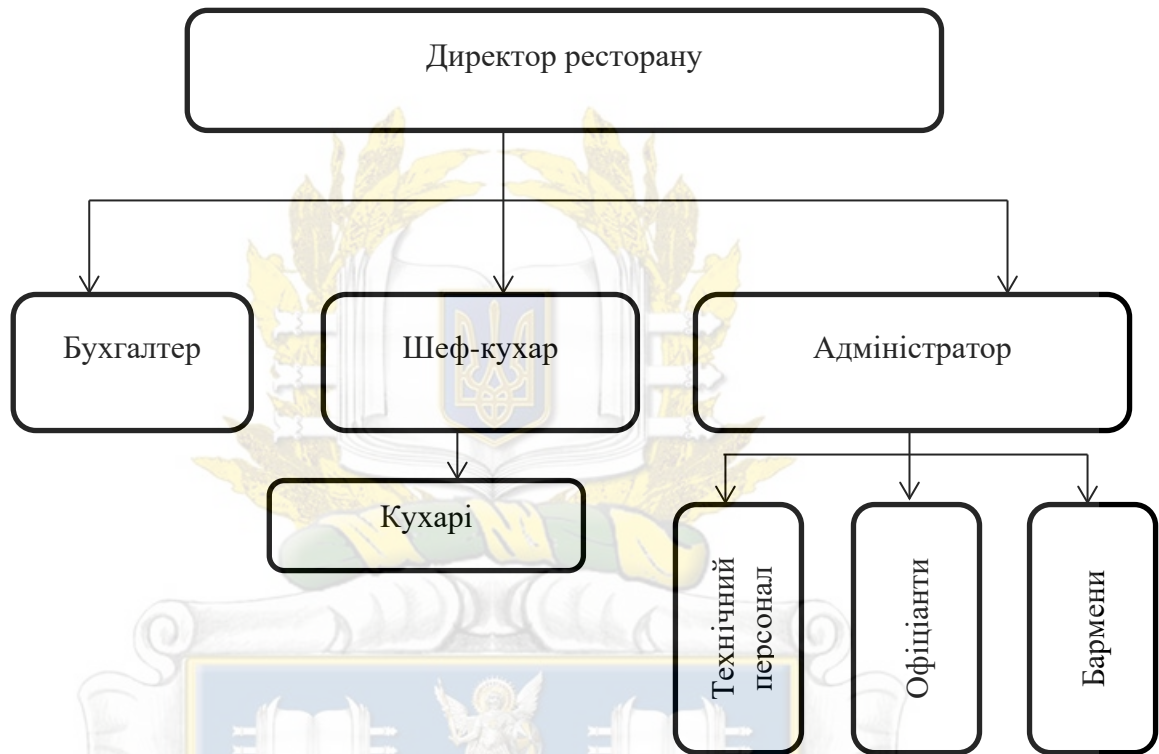 Директор ресторану
Бухгалтер
Шеф-кухар
Адміністратор
Кухарі
Технічний
персонал
Офіціанти
Бармени